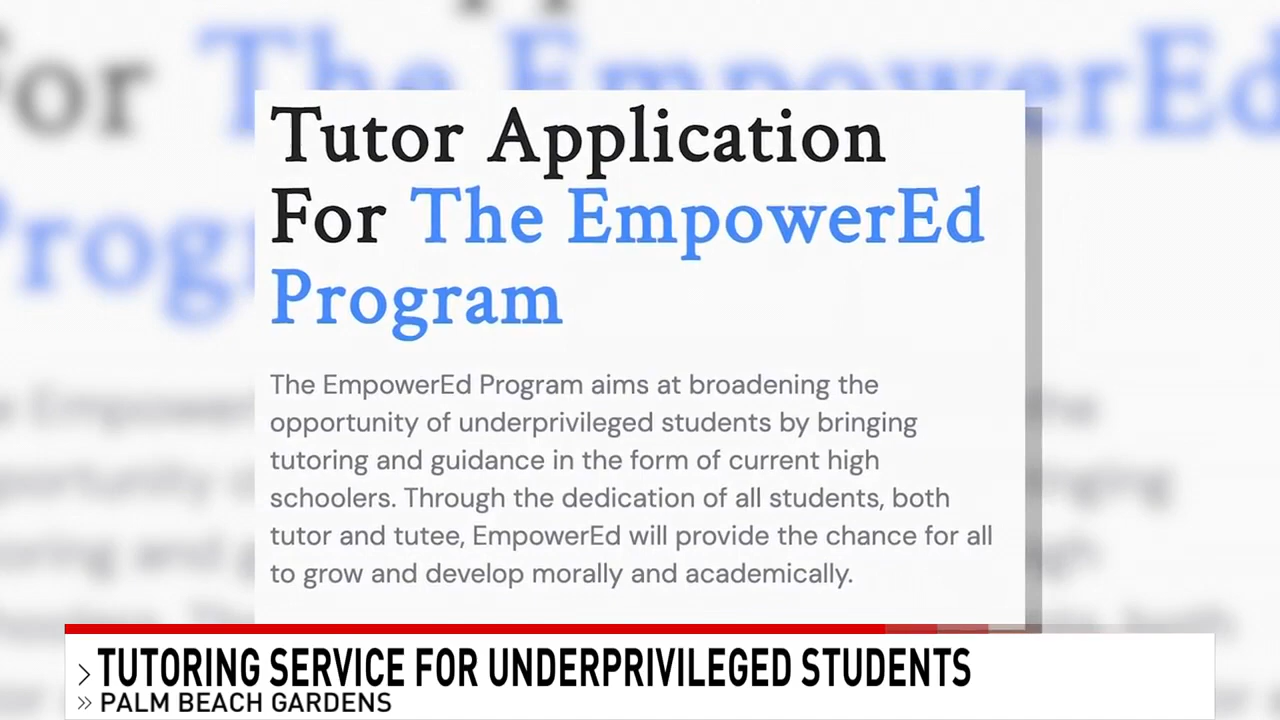 Tutor Application
For The EmpowerEd
Program
The EmpowerEd Program aims at broadening the
opportunity of underprivileged students by bringing
tutoring and guidance in the form of current high
schoolers. Through the dedication of all students, both
tutor and tutee, EmpowerEd will provide the chance for all
to grow and develop morally and academically.
> TUTORING SERVICE FOR UNDERPRIVILEGED STUDENTS
» PALM BEACH GARDENS